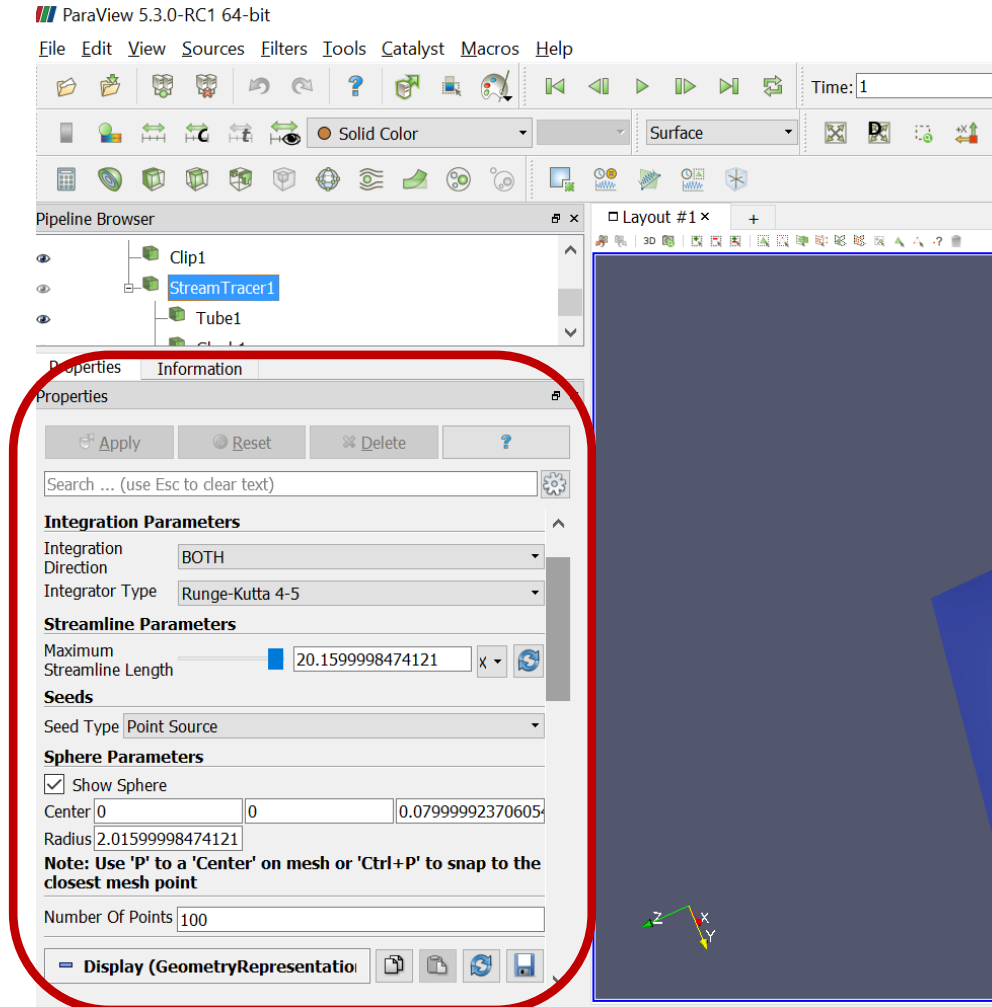 ParaView 5.3.0-RC1 64-bit
File Edit View Sources Filters Tools Catalyst Macros Help
Time: 1
Solid Color
Surface
Pipeline Browser
Layout #1
3D
Clip1
StreamTracer1
Tube1
Properties Information
Properties
Apply Reset Delete ?
Search ... (use Esc to clear text)
Integration Parameters
Integration
Direction
BOTH
Integrator Type Runge-Kutta 4-5
Streamline Parameters
Maximum
Streamline Length
20.1599998474121
X
Seeds
Seed Type Point Source
Sphere Parameters
Show Sphere
Center 0 0 0.079999923706054
Radius 2.01599998474121
Note: Use 'P' to a 'Center' on mesh or 'Ctrl+P' to snap to the
closest mesh point
Number Of Points 100
Display (GeometryRepresentation
Z X
Y